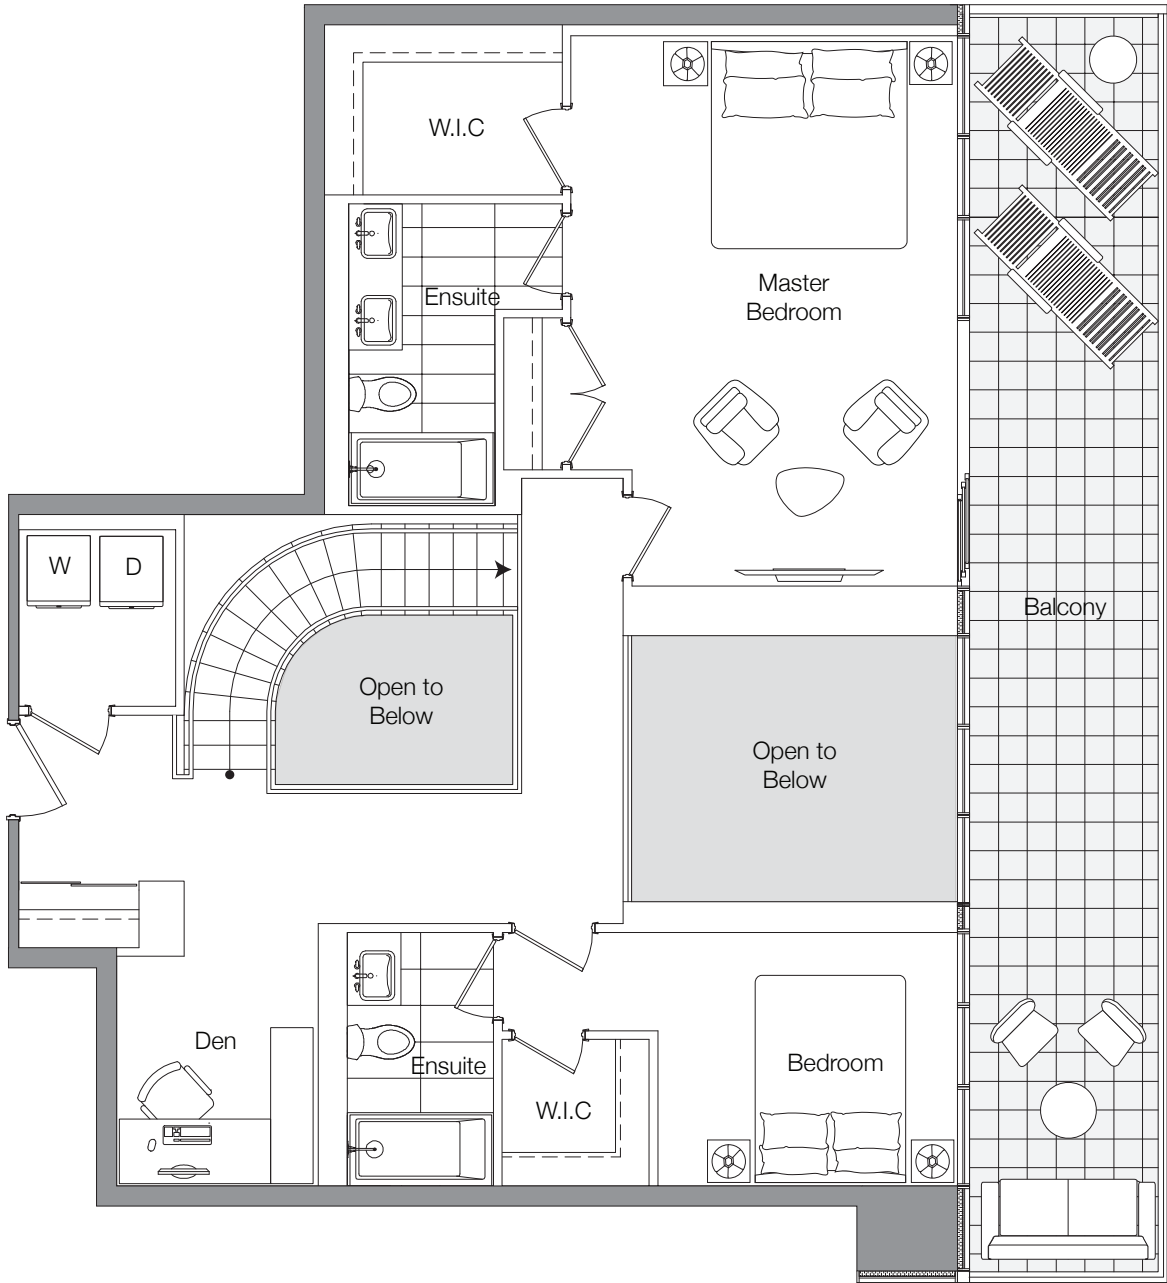 W.I.C
Ensuite
Master
Bedroom
W
D
Balcony
Open to
Below
Open to
Below
Den
Ensuite
W.I.C
Bedroom